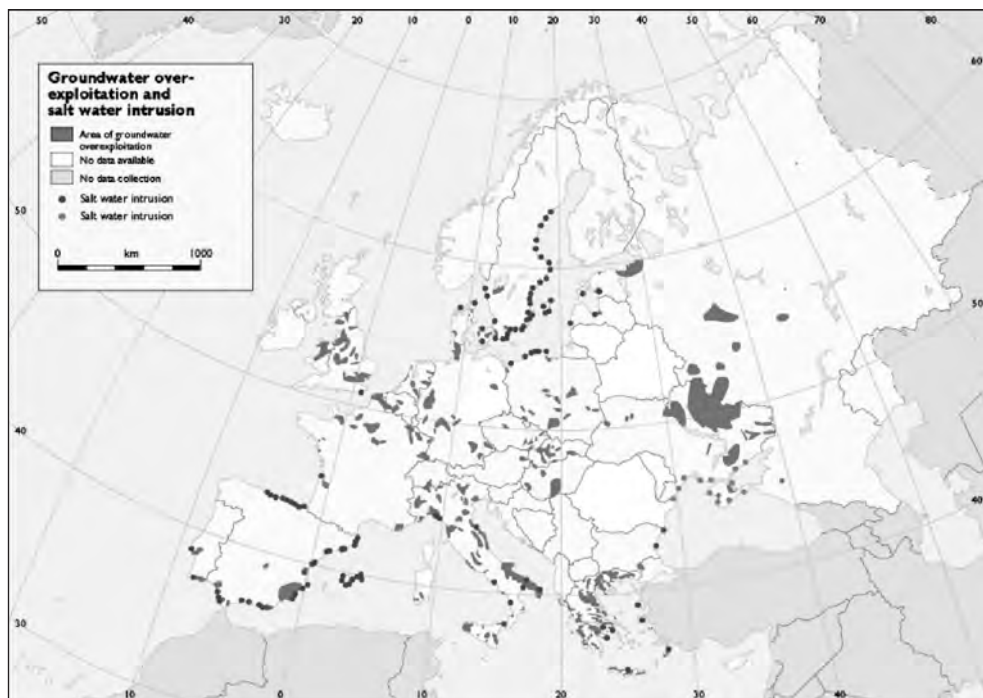 50 40 30 20 10 0 10 20 30 40 50 60 70 80
Groundwater over-
exploitation and
salt water intrusion
Area of groundwater
overexploitation
No data available
No data collection
Salt water intrusion
Salt water intrusion
0 km 1000
60
50
50
40
40
30
10 0 10 20 30